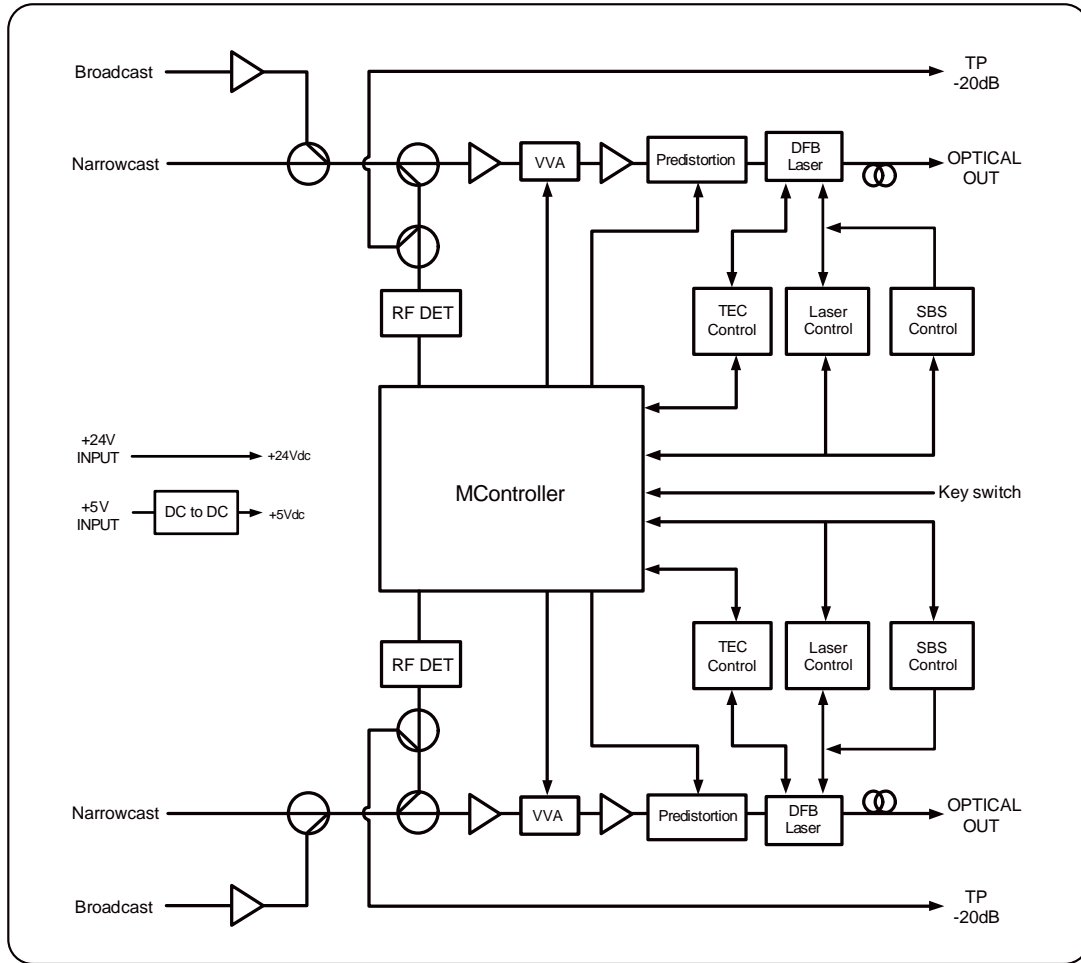 Broadcast
TP
-20dB
Narrowcast
VVA
Predistortion
DFB
Laser
OPTICAL
OUT
RF DET
TEC
Control
Laser
Control
SBS
Control
+24V
INPUT
+24Vdc
MController
Key switch
+5V
INPUT
DC to DC
+5Vdc
RF DET
TEC
Control
Laser
Control
SBS
Control
Narrowcast
VVA
Predistortion
DFB
Laser
OPTICAL
OUT
Broadcast
TP
-20dB